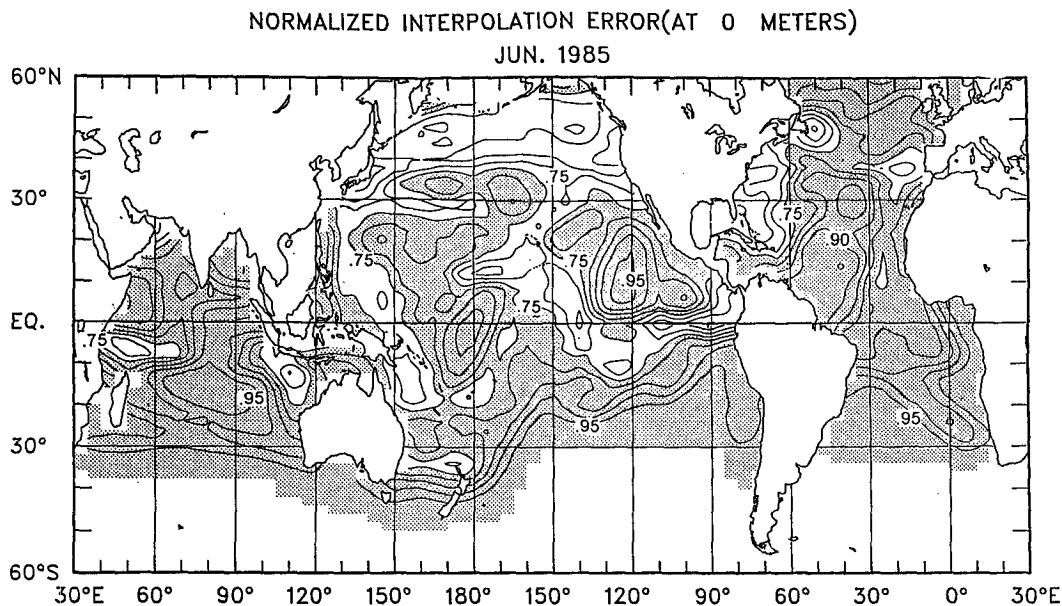 NORMALIZED INTERPOLATION ERROR(AT 0 METERS)
JUN. 1985
60°N
30°
EQ.
30°
60°S
.75
.75
.75
.75
.75
.75
.90
.95
.95
.95
.95
30°E 60° 90° 120° 150° 180° 150° 120° 90° 60° 30° 0° 30°E